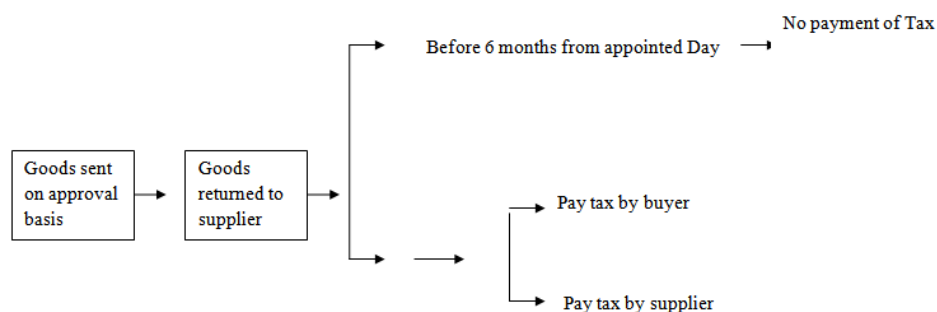 No payment of Tax
Before 6 months from appointed Day
Goods sent
on approval
basis
Goods
returned to
supplier
Pay tax by buyer
Pay tax by supplier